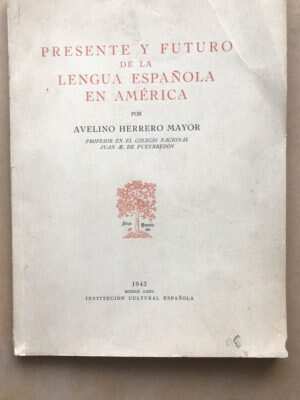 PRESENTE Y FUTURO
DE LA
LENGUA ESPAÑOLA
EN AMÉRICA
POR
AVELINO HERRERO MAYOR
PROFESOR EN EL COLEGIO NACIONAL
JUAN M. DE PUEYRREDÓN
1943
BUENOS AIRES
INSTITUCIÓN CULTURAL ESPAÑOLA